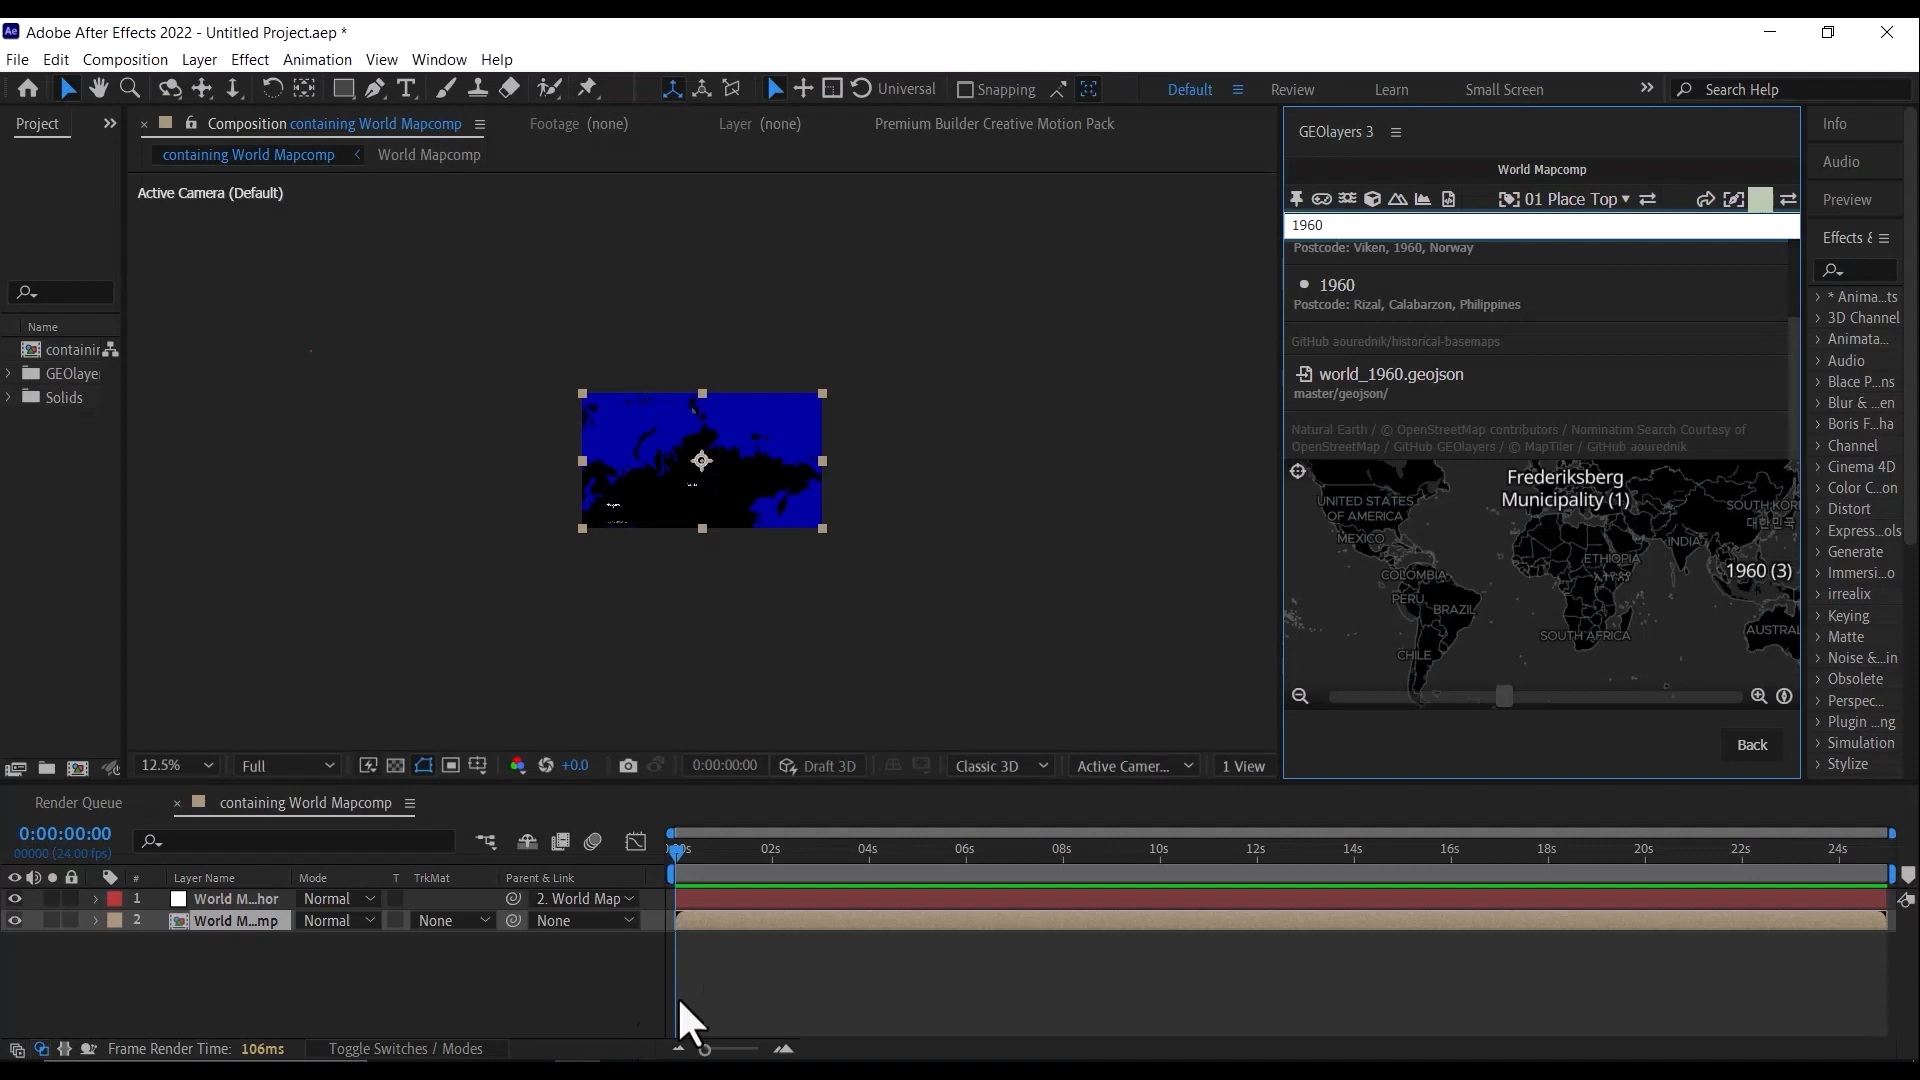 Ae Adobe After Effects 2022 - Untitled Project.aep *
File Edit Composition Layer Effect Animation View Window Help
Universal Snapping Default Review Learn Small Screen Search Help
Project
Composition containing World Mapcomp
Footage (none)
Layer (none)
Premium Builder Creative Motion Pack
containing World Mapcomp < World Mapcomp
Active Camera (Default)
Name
containin
GEOlaye
Solids
12.5% Full +0.0 0:00:00:00 Draft 3D Classic 3D Active Camer... 1 View
GEOlayers 3
World Mapcomp
01 Place Top
1960
Postcode: Viken, 1960, Norway
1960
Postcode: Rizal, Calabarzon, Philippines
GitHub aourednik/historical-basemaps
world_1960.geojson
master/geojson/
Natural Earth / © OpenStreetMap contributors / Nominatim Search Courtesy of
OpenStreetMap / GitHub GEOlayers / © MapTiler / GitHub aourednik
Frederiksberg
Municipality (1)
UNITED STATES
OF AMERICA
MEXICO
SOUTH KOR
대한민국
INDIA
ETHIOPIA
1960 (3)
COLOMBIA
PERU
BRAZIL
AUSTRAL
SOUTH AFRICA
CHILE
Back
Info
Audio
Preview
Effects &
* Anima...ts
3D Channel
Animata...
Audio
Blace P...ns
Blur & ...en
Boris F...ha
Channel
Cinema 4D
Color C...on
Distort
Express...ols
Generate
Immersi...o
irrealix
Keying
Matte
Noise &...in
Obsolete
Perspec...
Plugin ...ng
Simulation
Stylize
Render Queue
containing World Mapcomp
0:00:00:00
00000 (24.00 fps)
02s 04s 06s 08s 10s 12s 14s 16s 18s 20s 22s 24s
# Layer Name Mode T TrkMat Parent & Link
1 World M...hor Normal 2. World Map
2 World M...mp Normal None None
Frame Render Time: 106ms Toggle Switches / Modes